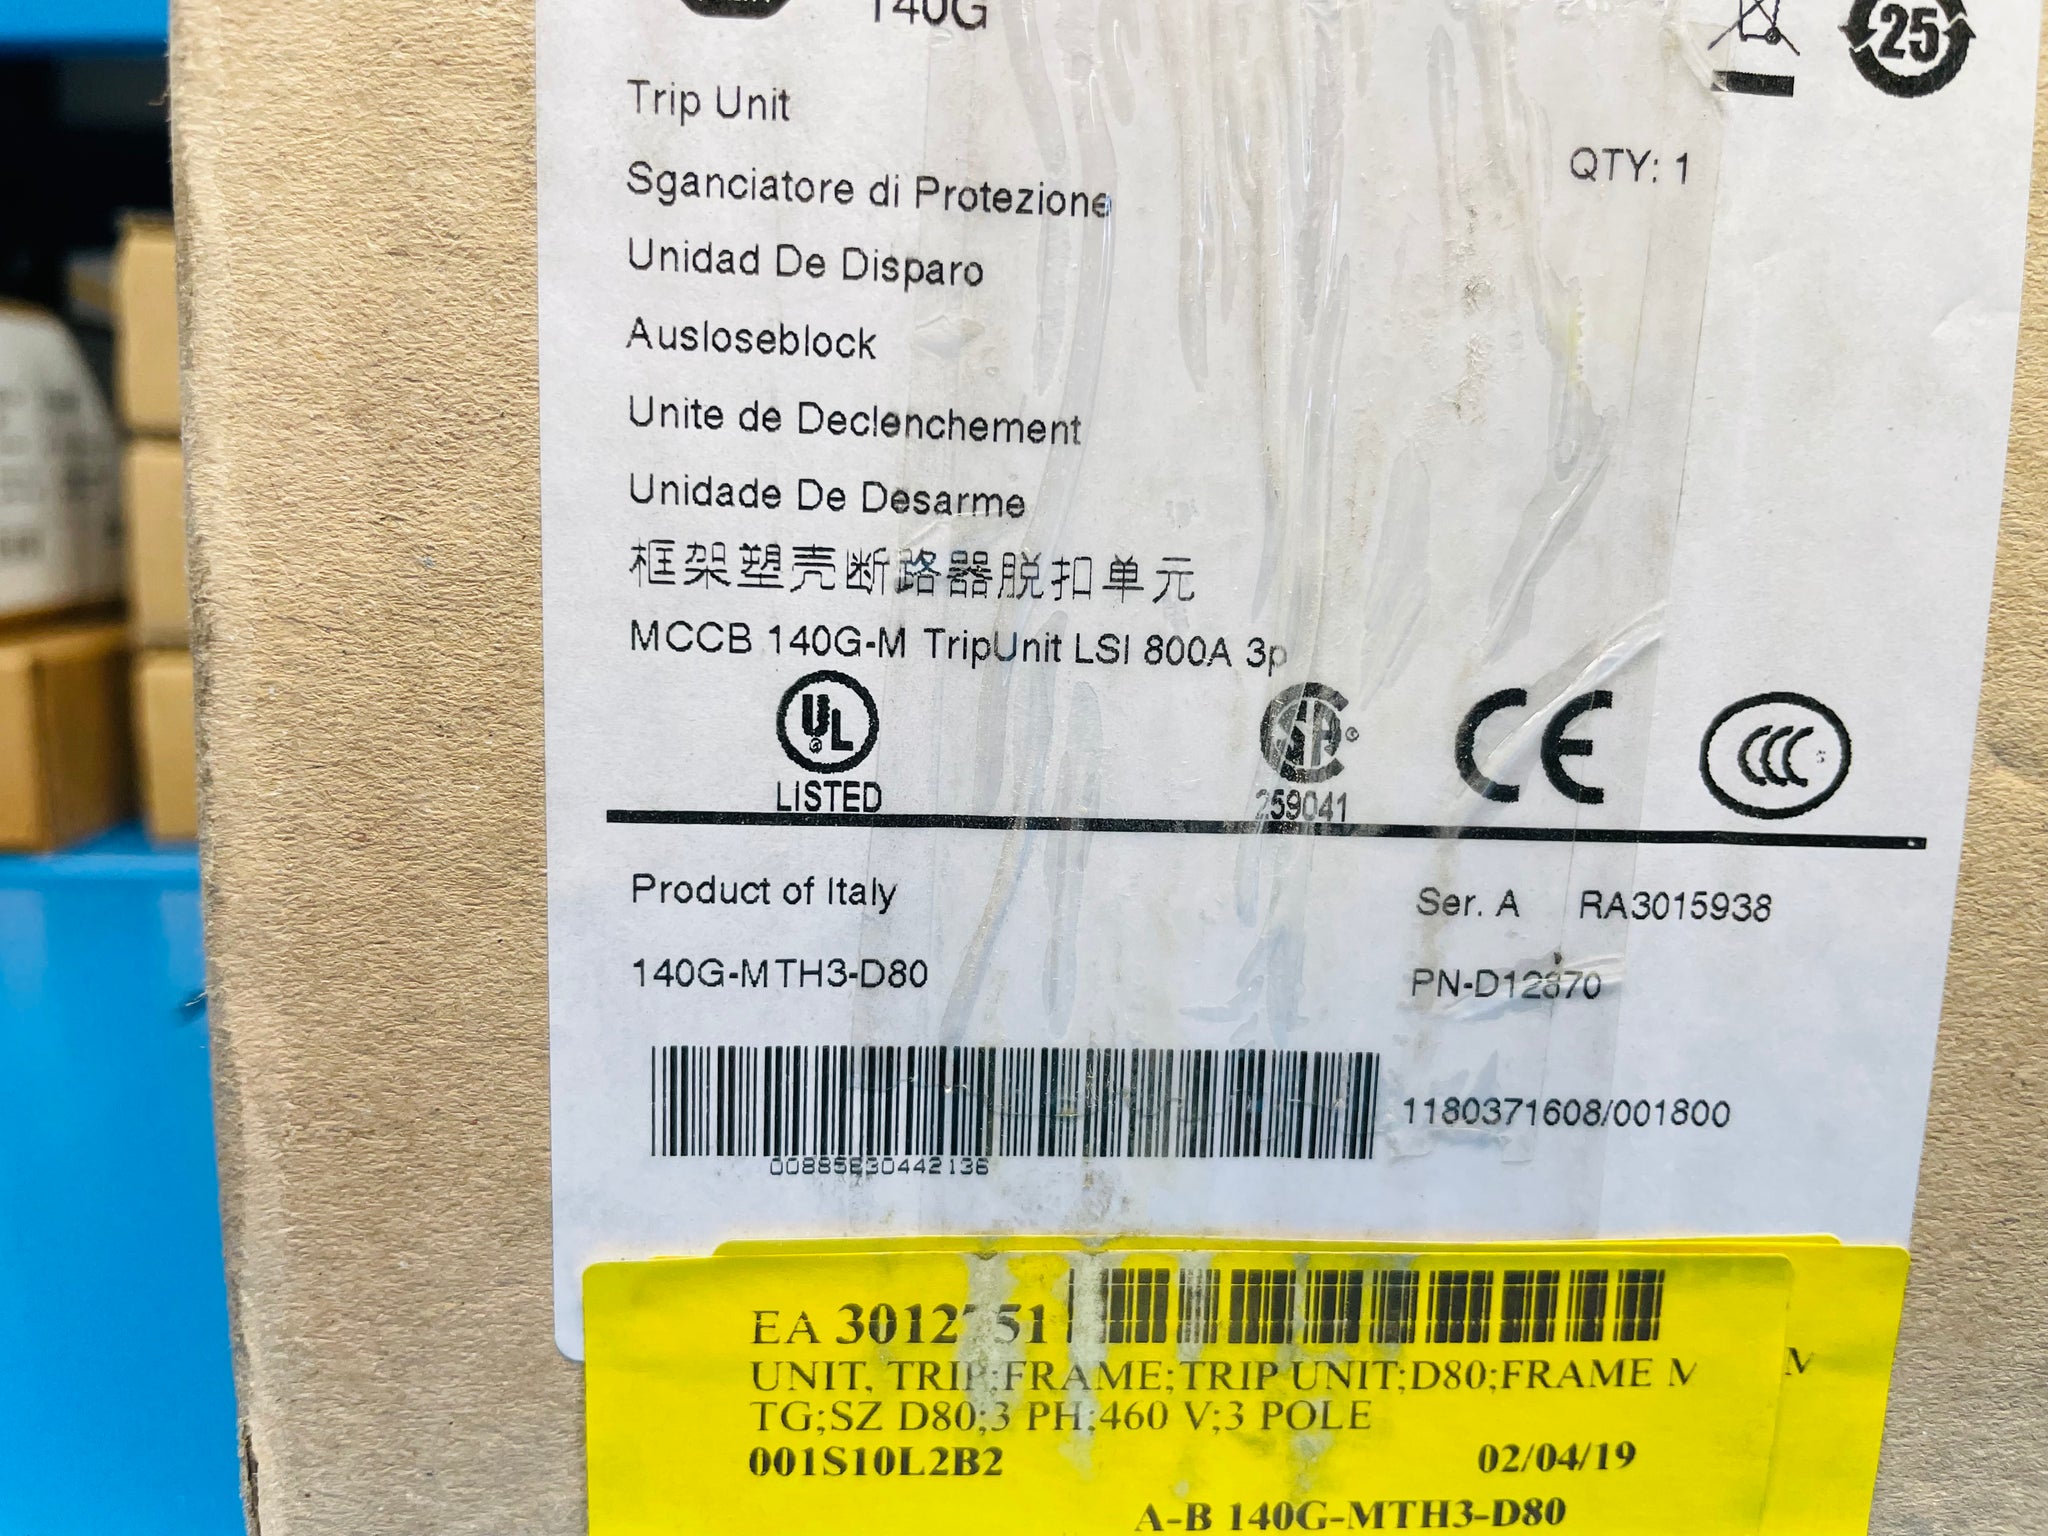 140G
25
Trip Unit
QTY: 1
Sganciatore di Protezione
Unidad De Disparo
Ausloseblock
Unite de Declenchement
Unidade De Desarme
框架塑壳断路器脱扣单元
MCCB 140G-M TripUnit LSI 800A 3p
UL
LISTED
259041
CE
Product of Italy
Ser. A RA3015938
140G-MTH3-D80
1180371608/001800
EA
UNIT, TRIP;FRAME;TRIP UNIT;D80;FRAME M
M
TG;SZ D80;3 PH;460 V;3 POLE
001S10L2B2 02/04/19
A-B 140G-MTH3-D80